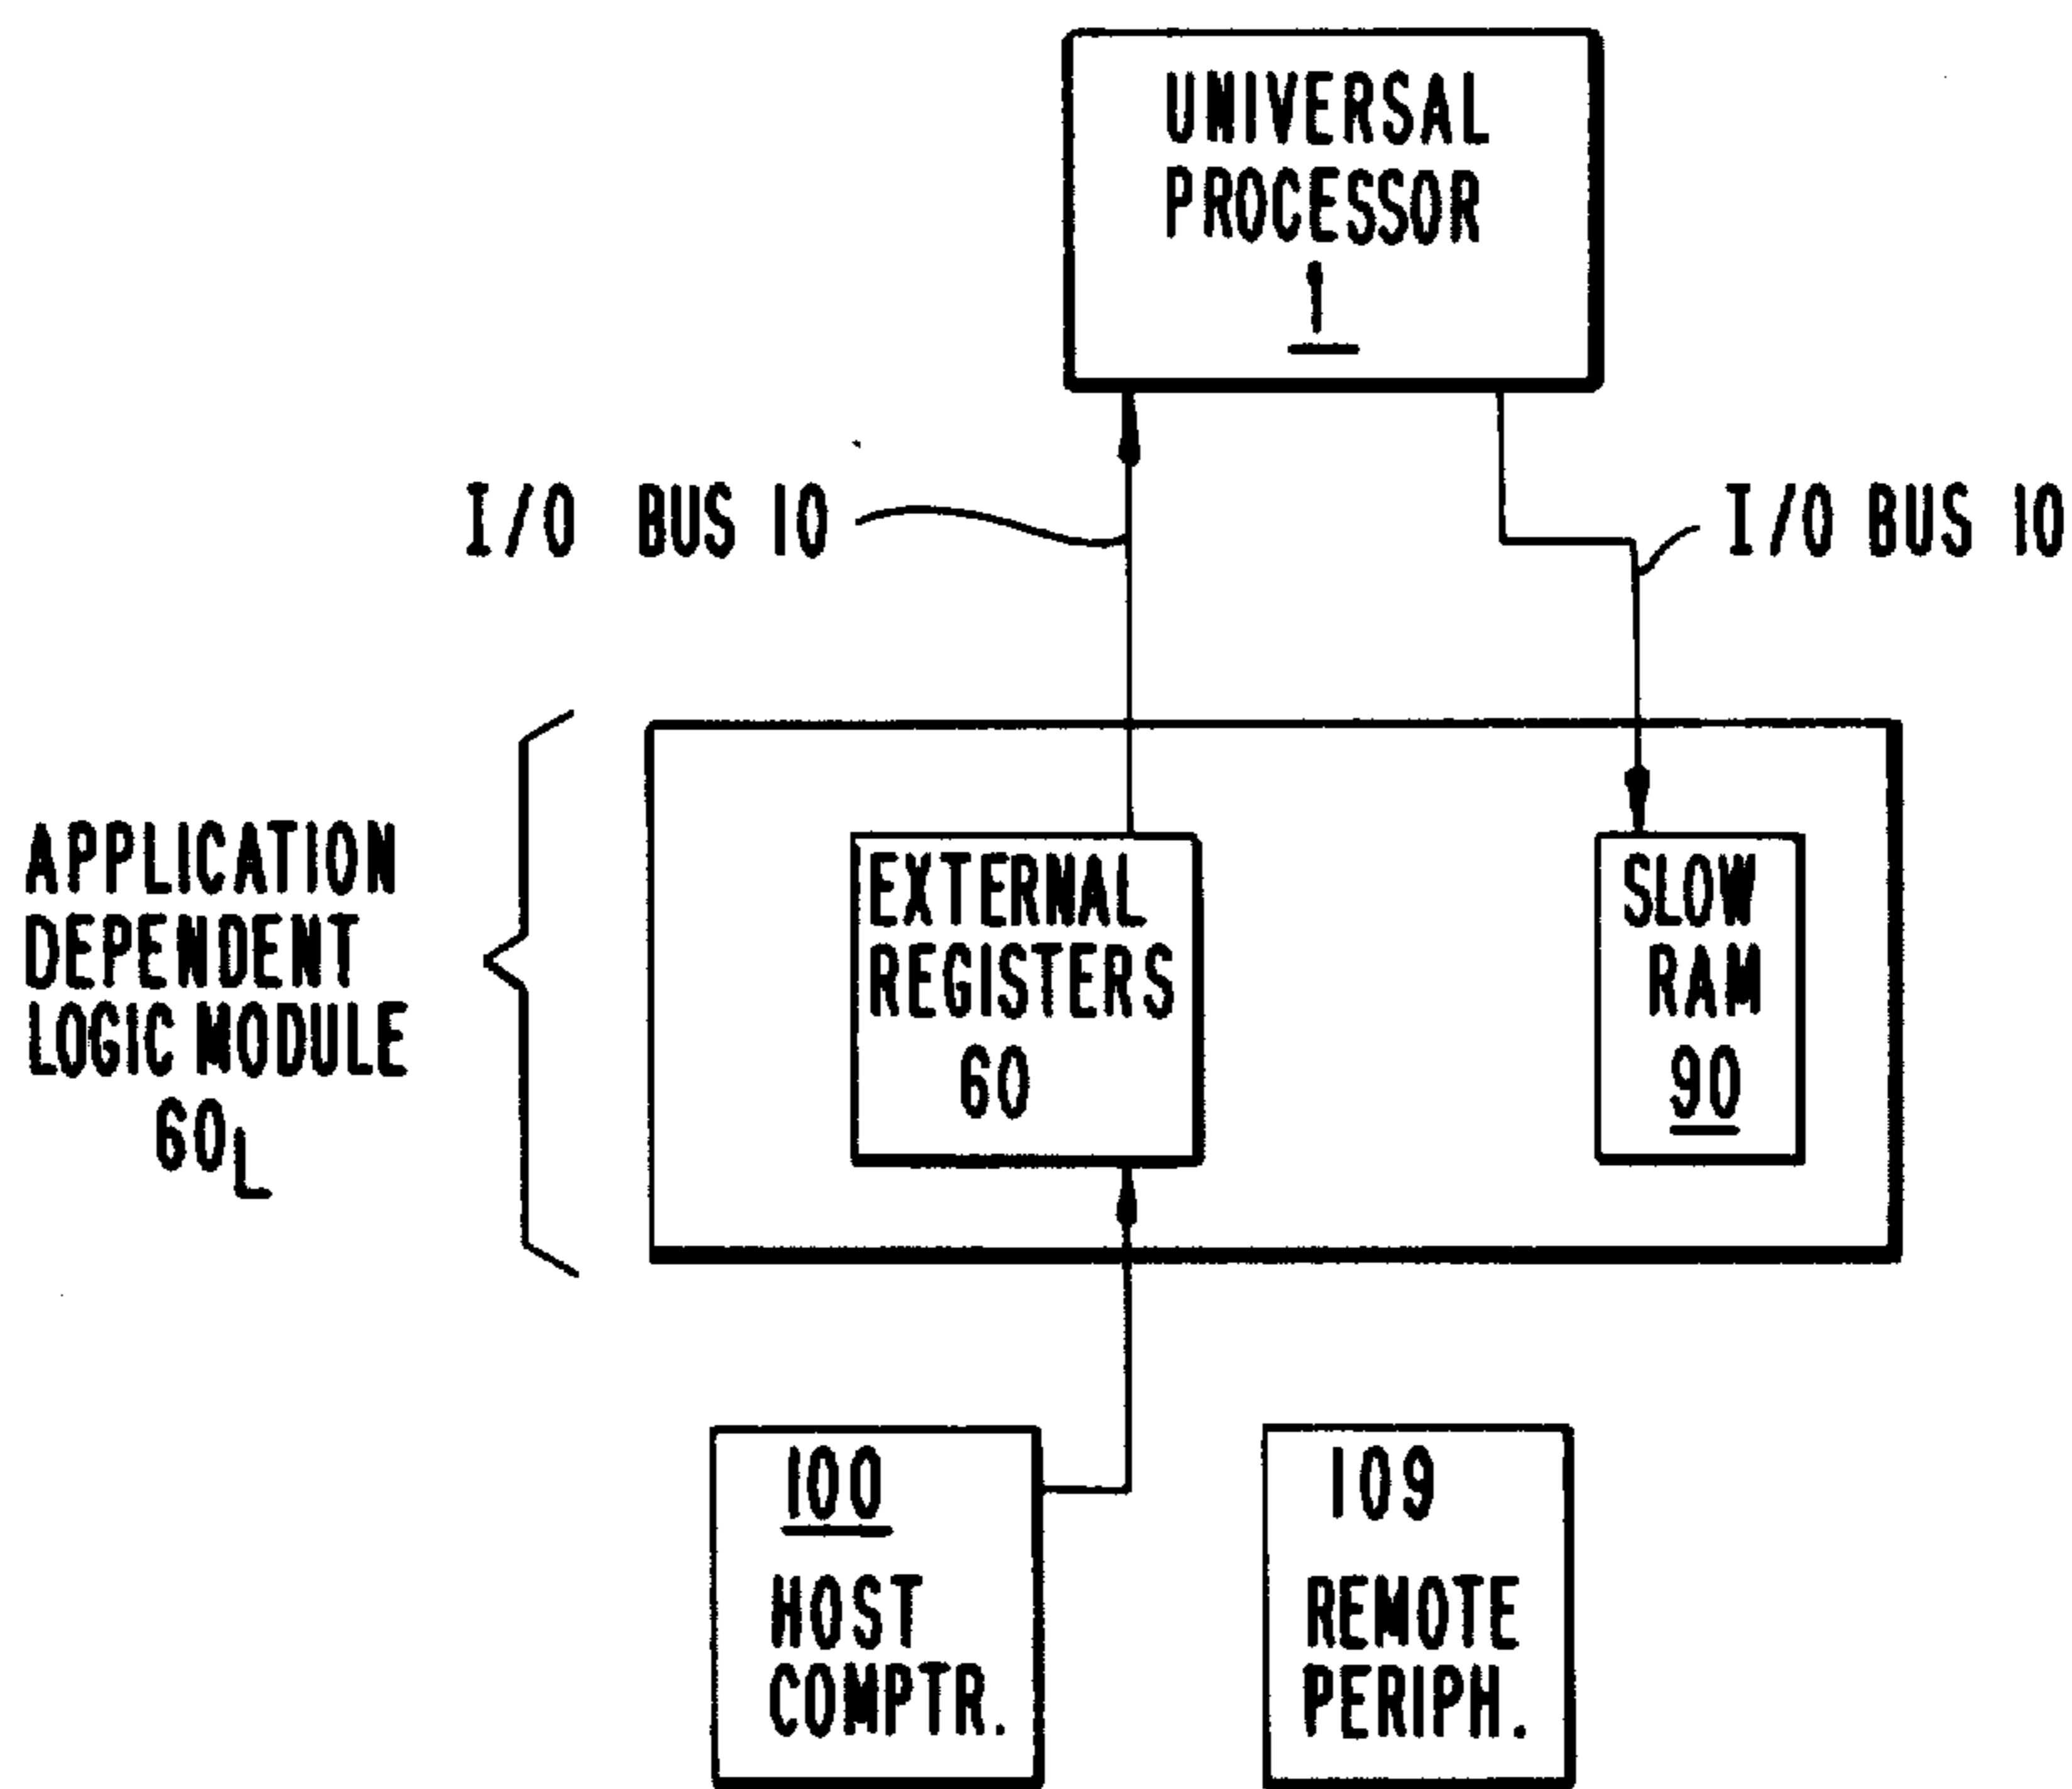 UNIVERSAL
PROCESSOR
1
I/O BUS 10
I/O BUS 10
APPLICATION
DEPENDENT
LOGIC MODULE
60L
EXTERNAL
REGISTERS
60
SLOW
RAM
90
100
HOST
COMPTR.
109
REMOTE
PERIPH.